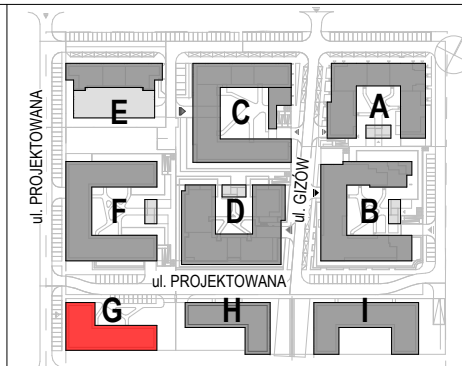 ul. PROJEKTOWANA
E
C
A
ul. GIZÓW
F
D
B
ul. PROJEKTOWANA
G
H
I